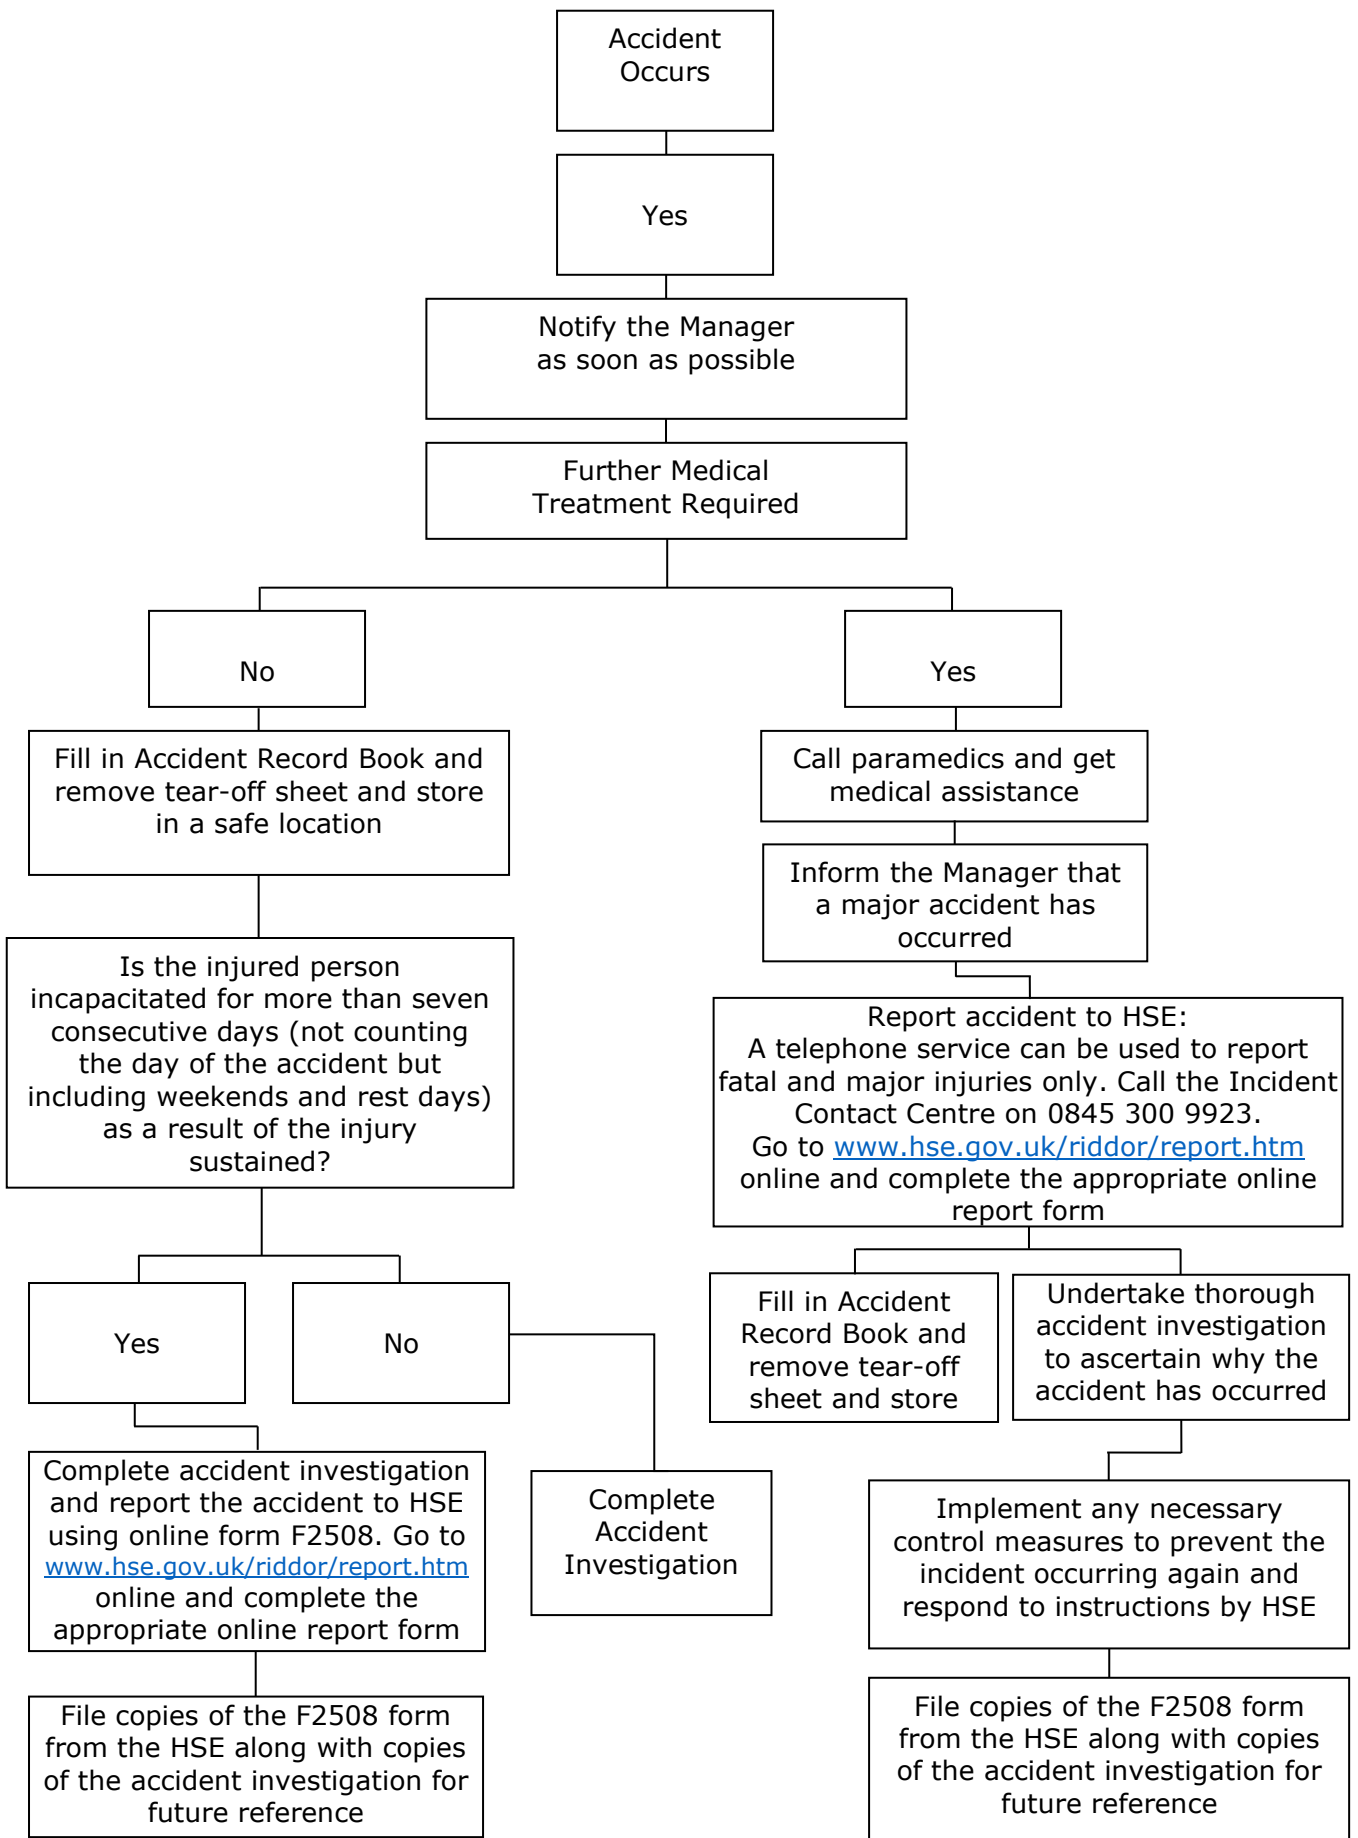 Accident
Occurs
Yes
Notify the Manager
as soon as possible
Further Medical
Treatment Required
No
Yes
Fill in Accident Record Book and
remove tear-off sheet and store
in a safe location
Call paramedics and get
medical assistance
Inform the Manager that
a major accident has
occurred
Is the injured person
incapacitated for more than seven
consecutive days (not counting
the day of the accident but
including weekends and rest days)
as a result of the injury
sustained?
Report accident to HSE:
A telephone service can be used to report
fatal and major injuries only. Call the Incident
Contact Centre on 0845 300 9923.
Go to www.hse.gov.uk/riddor/report.htm
online and complete the appropriate online
report form
Yes
No
Fill in Accident
Record Book and
remove tear-off
sheet and store
Undertake thorough
accident investigation
to ascertain why the
accident has occurred
Complete accident investigation
and report the accident to HSE
using online form F2508. Go to
www.hse.gov.uk/riddor/report.htm
online and complete the
appropriate online report form
Complete
Accident
Investigation
Implement any necessary
control measures to prevent the
incident occurring again and
respond to instructions by HSE
File copies of the F2508 form
from the HSE along with copies
of the accident investigation for
future reference
File copies of the F2508 form
from the HSE along with copies
of the accident investigation for
future reference